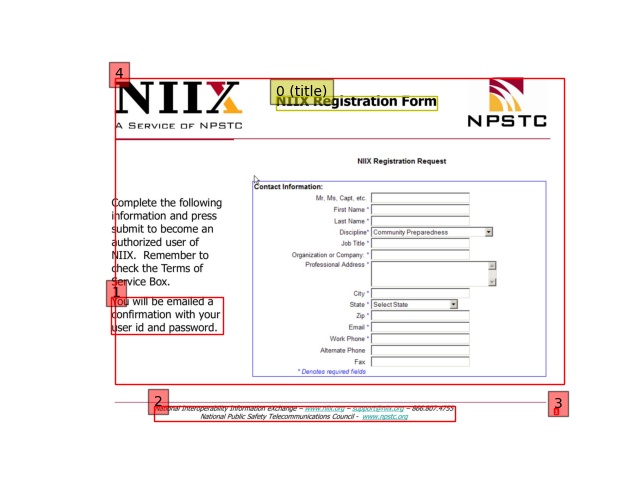 4
NIIX
A SERVICE OF NPSTC
0 (title)
NIIX Registration Form
NPSTC
NIIX Registration Request
Contact Information:
Mr, Ms, Capt, etc.
First Name *
Last Name *
Discipline* Community Preparedness
Job Title *
Organization or Company: *
Professional Address *
City *
State * Select State
Zip *
Email *
Work Phone *
Alternate Phone
Fax
* Denotes required fields
Complete the following
information and press
submit to become an
authorized user of
NIIX. Remember to
check the Terms of
Service Box.
1
You will be emailed a
confirmation with your
user id and password.
2
National Interoperability Information eXchange – www.niix.org – support@niix.org – 866.807.4755
National Public Safety Telecommunications Council - www.npstc.org
3